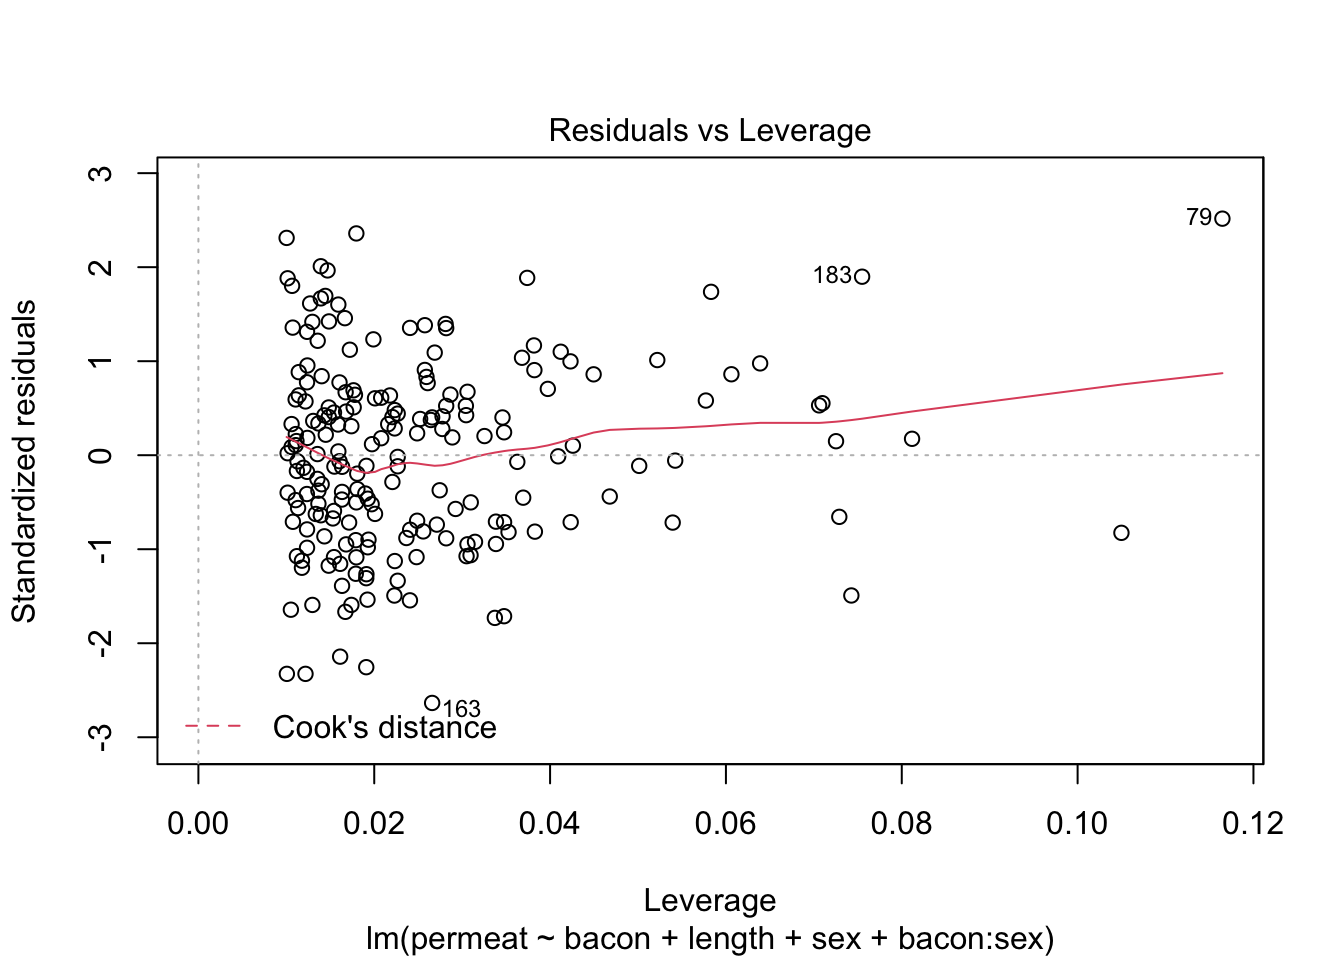 Residuals vs Leverage
Standardized residuals
3
2
1
0
-1
-2
-3
79
183
163
Cook's distance
0.00 0.02 0.04 0.06 0.08 0.10 0.12
Leverage
lm(permeat ~ bacon + length + sex + bacon:sex)